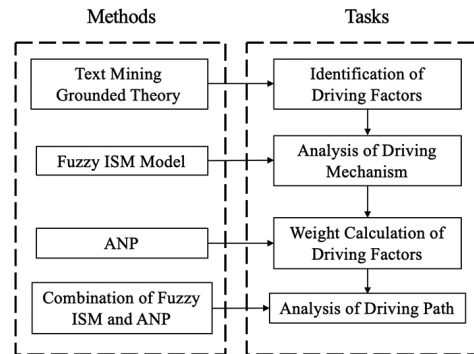 Methods
Tasks
Text Mining
Grounded Theory
Identification of
Driving Factors
Fuzzy ISM Model
Analysis of Driving
Mechanism
ANP
Weight Calculation of
Driving Factors
Combination of Fuzzy
ISM and ANP
Analysis of Driving Path